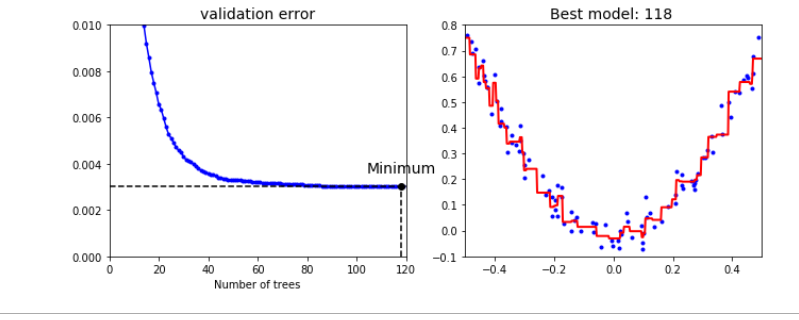 validation error
0.010
0.008
0.006
0.004
0.002
0.000
Minimum
0 20 40 60 80 100 120
Number of trees
Best model: 118
0.8
0.7
0.6
0.5
0.4
0.3
0.2
0.1
0.0
−0.1
−0.4 −0.2 0.0 0.2 0.4